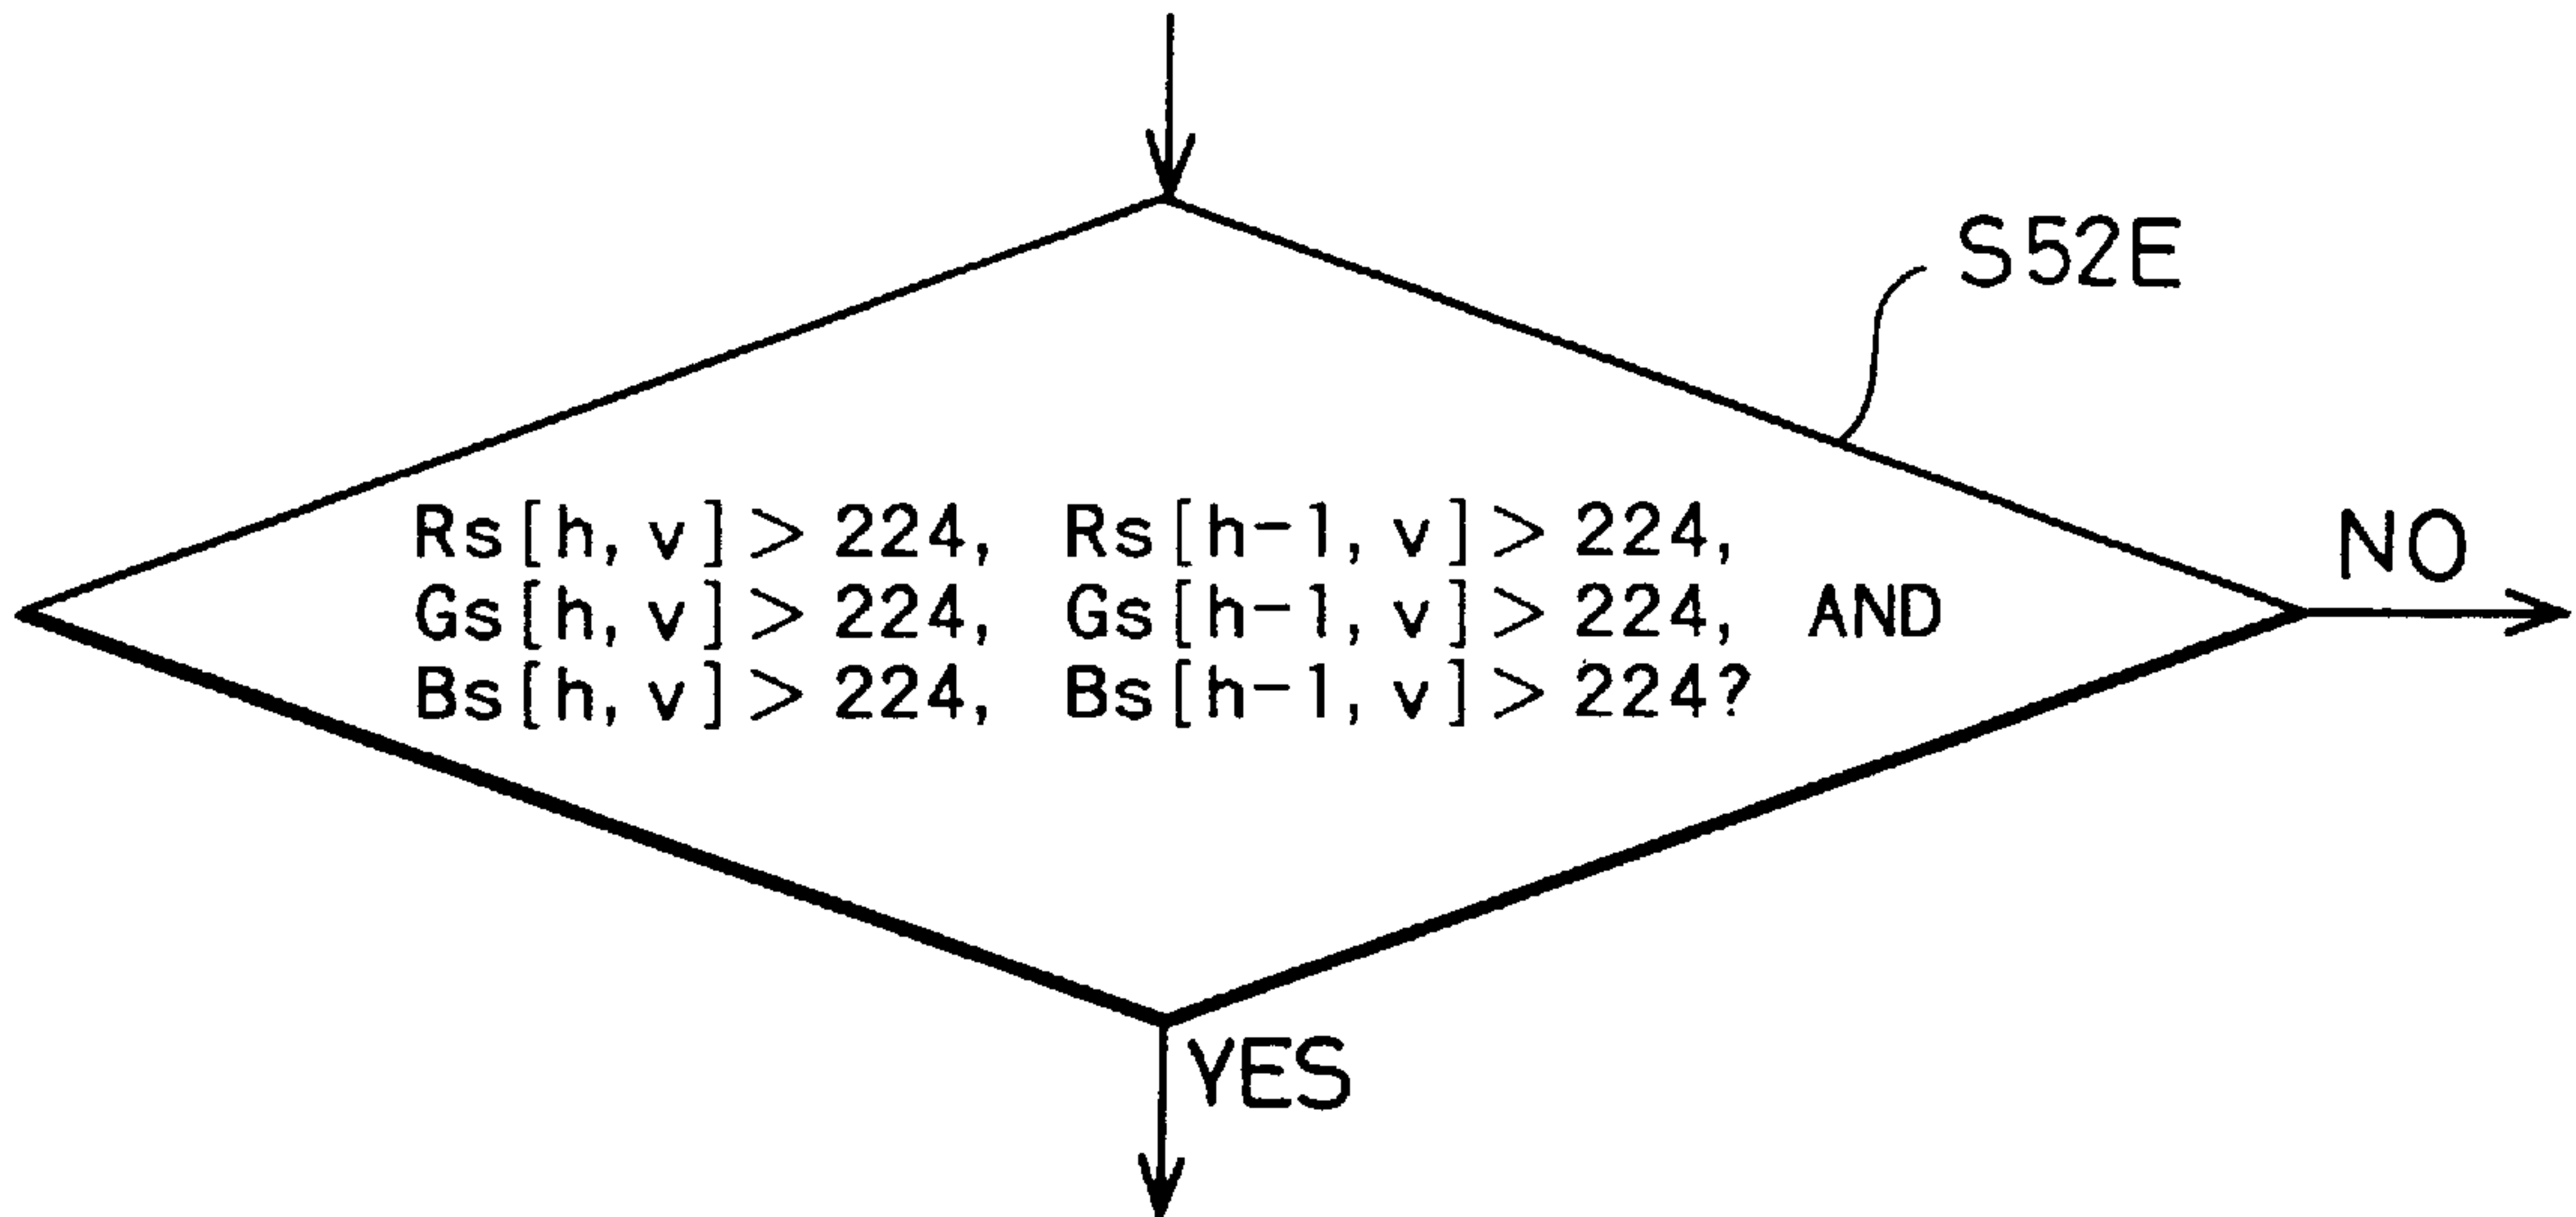 S52E
Rs[h, v] > 224, Rs[h-1, v] > 224,
Gs[h, v] > 224, Gs[h-1, v] > 224, AND
Bs[h, v] > 224, Bs[h-1, v] > 224?
NO
YES